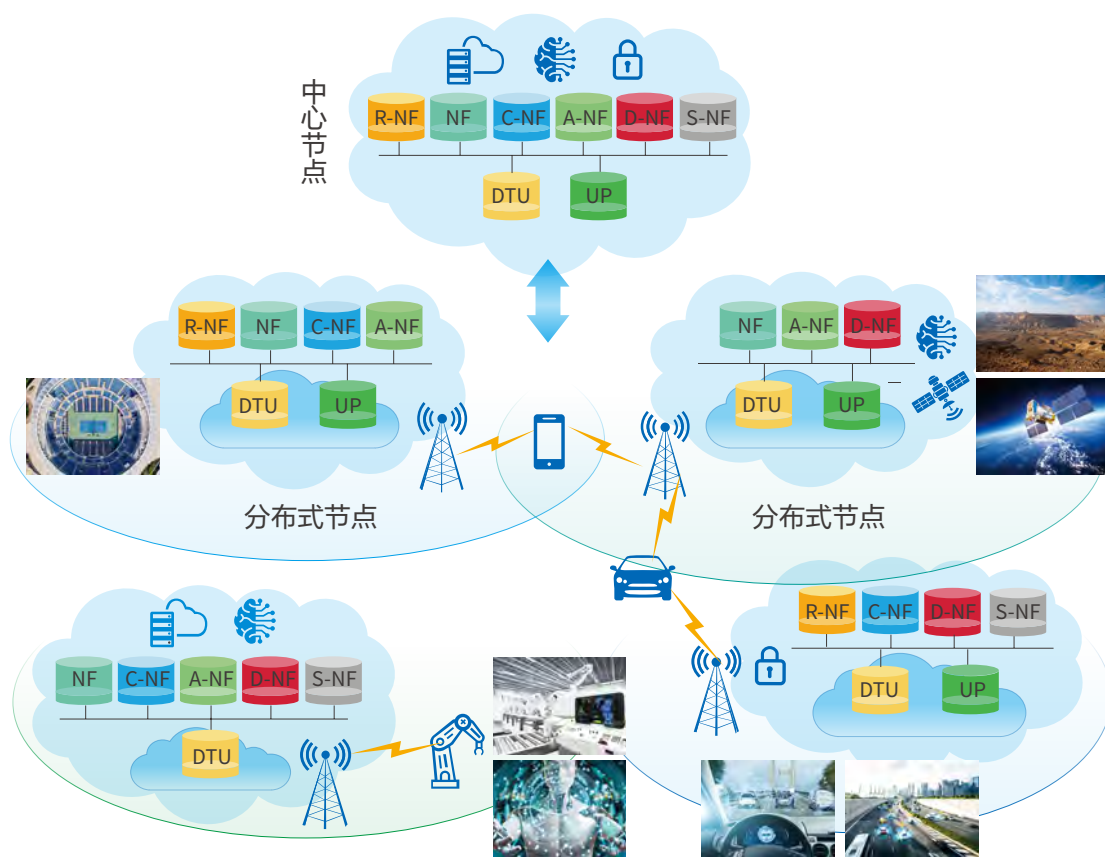 中心节点
R-NF NF C-NF A-NF D-NF S-NF
DTU UP
R-NF NF C-NF A-NF
DTU UP
分布式节点
NF A-NF D-NF
DTU UP
分布式节点
NF C-NF A-NF D-NF S-NF
DTU
R-NF C-NF D-NF S-NF
DTU UP